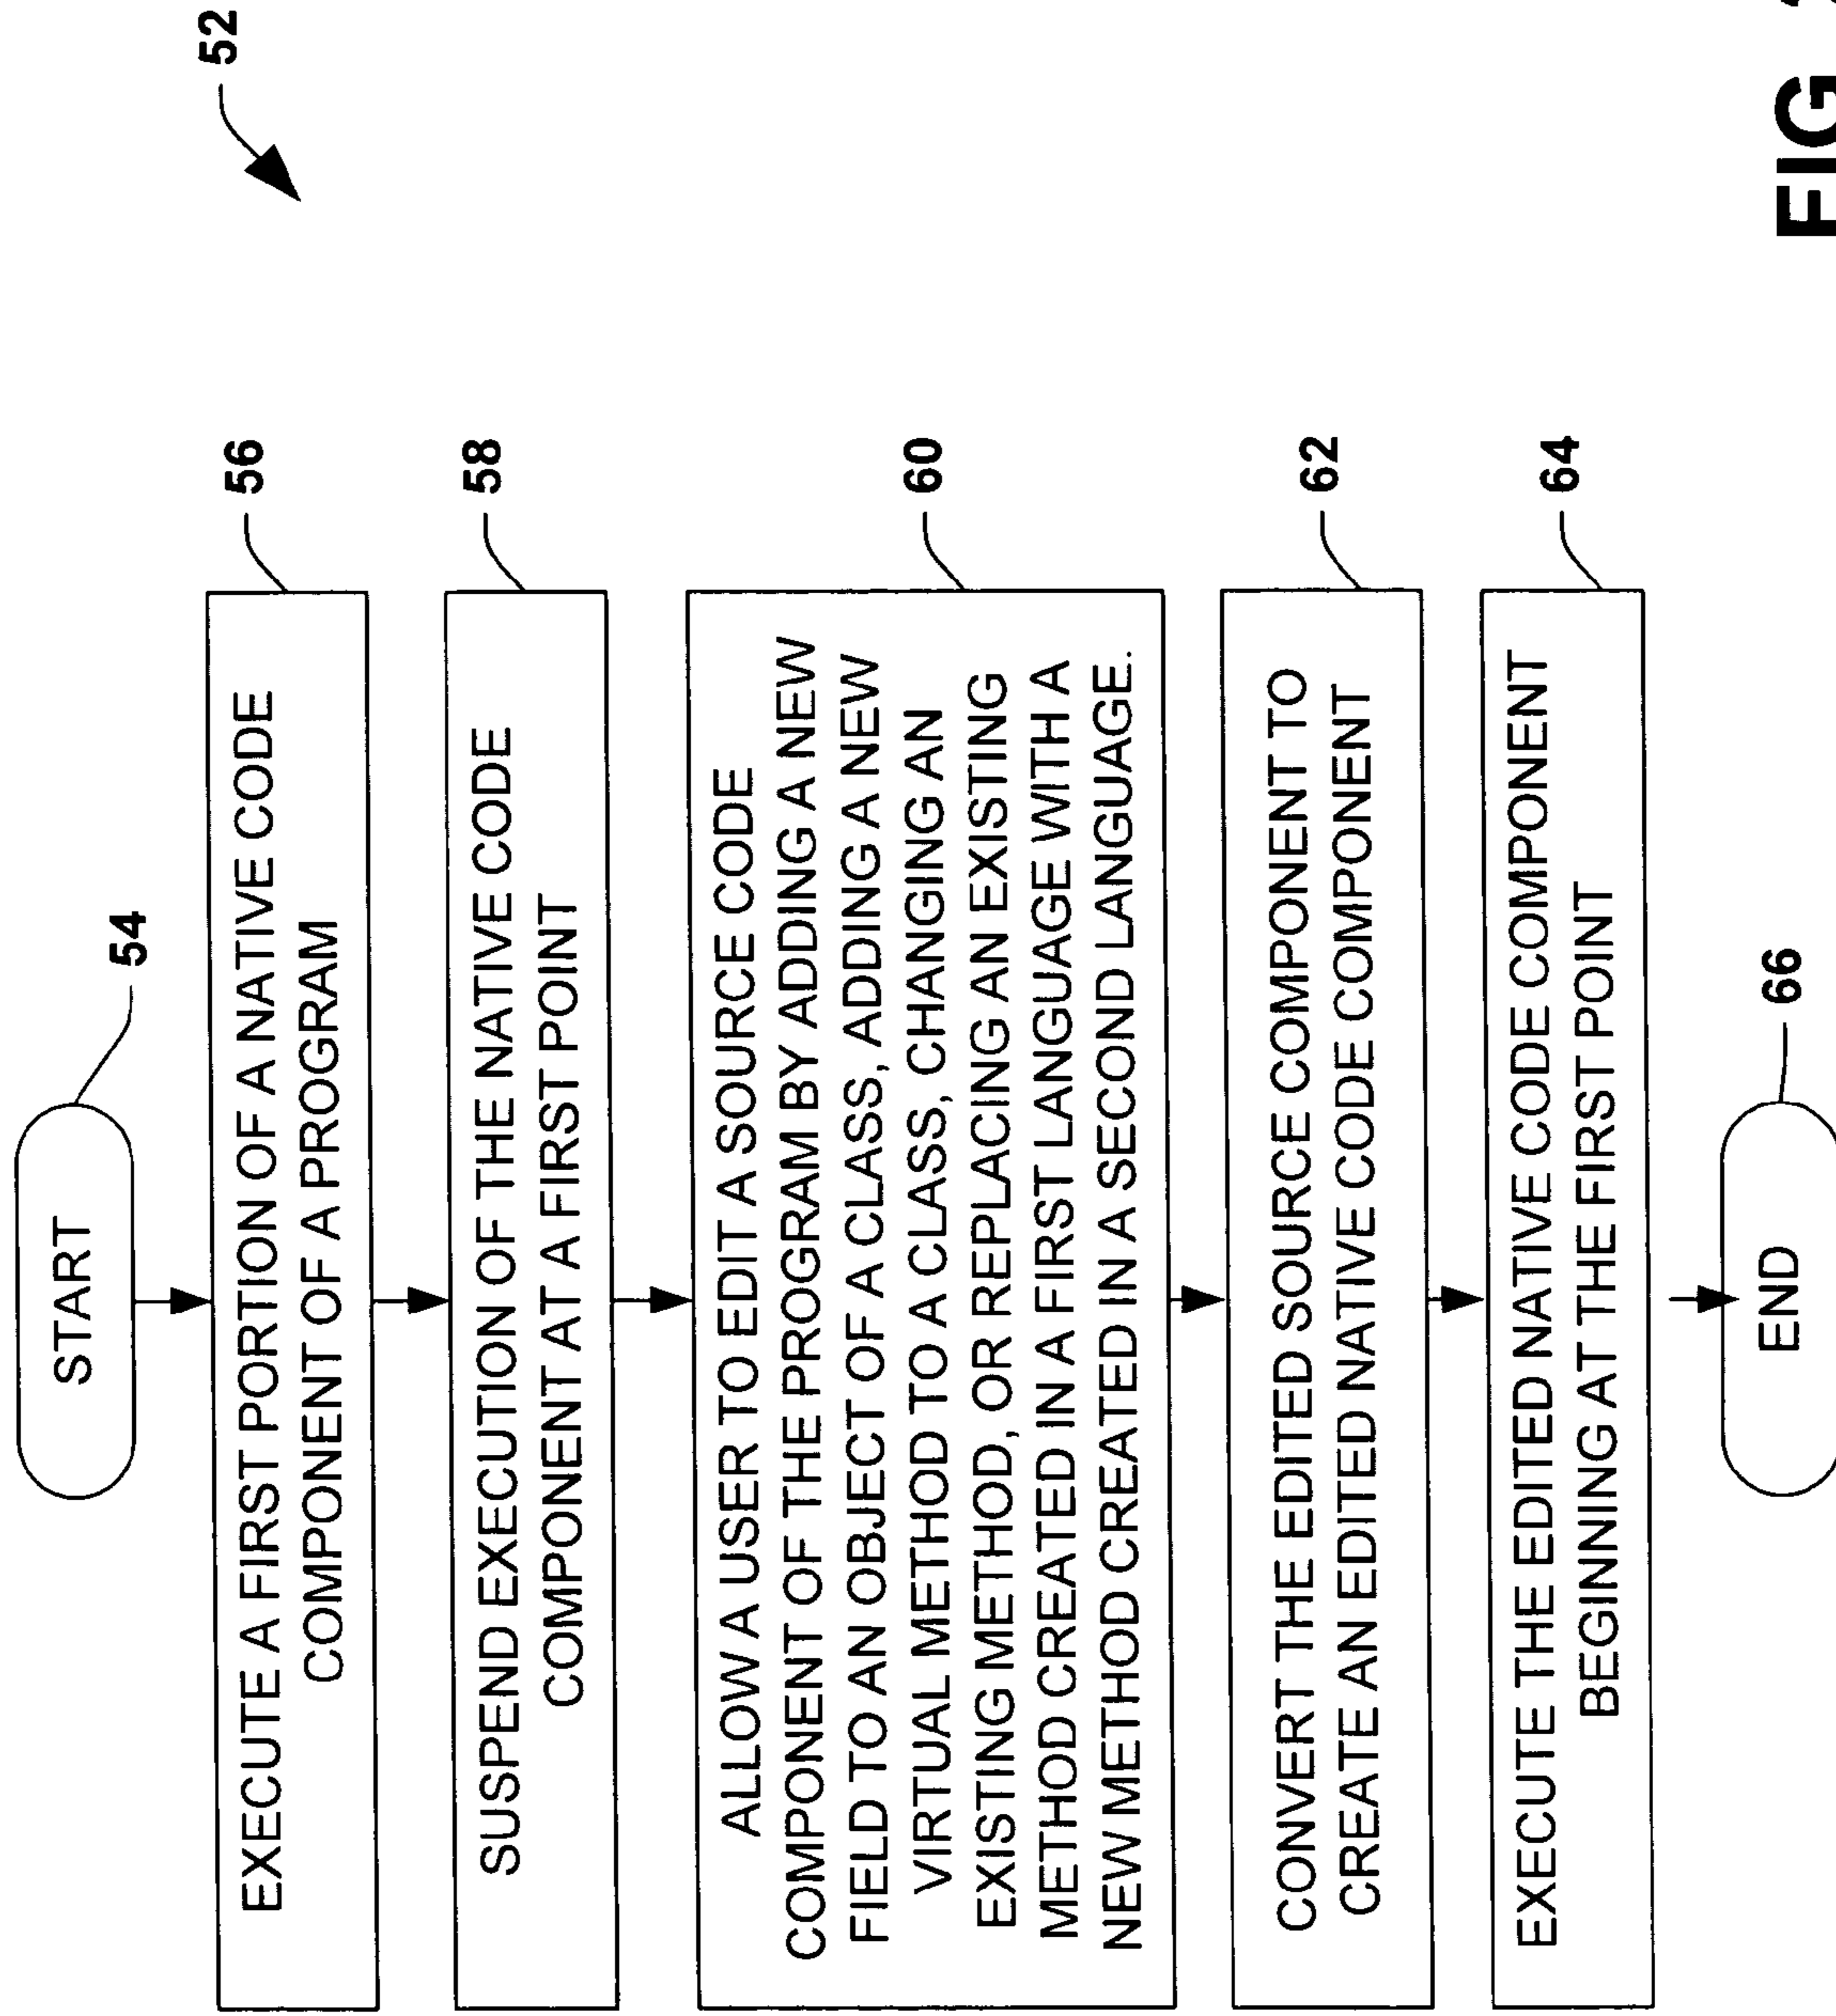 52
START
54
EXECUTE A FIRST PORTION OF A NATIVE CODE
COMPONENT OF A PROGRAM
56
SUSPEND EXECUTION OF THE NATIVE CODE
COMPONENT AT A FIRST POINT
58
ALLOW A USER TO EDIT A SOURCE CODE
COMPONENT OF THE PROGRAM BY ADDING A NEW
FIELD TO AN OBJECT OF A CLASS, ADDING A NEW
VIRTUAL METHOD TO A CLASS, CHANGING AN
EXISTING METHOD, OR REPLACING AN EXISTING
METHOD CREATED IN A FIRST LANGUAGE WITH A
NEW METHOD CREATED IN A SECOND LANGUAGE.
60
CONVERT THE EDITED SOURCE COMPONENT TO
CREATE AN EDITED NATIVE CODE COMPONENT
62
EXECUTE THE EDITED NATIVE CODE COMPONENT
BEGINNING AT THE FIRST POINT
64
END
66
FIG.